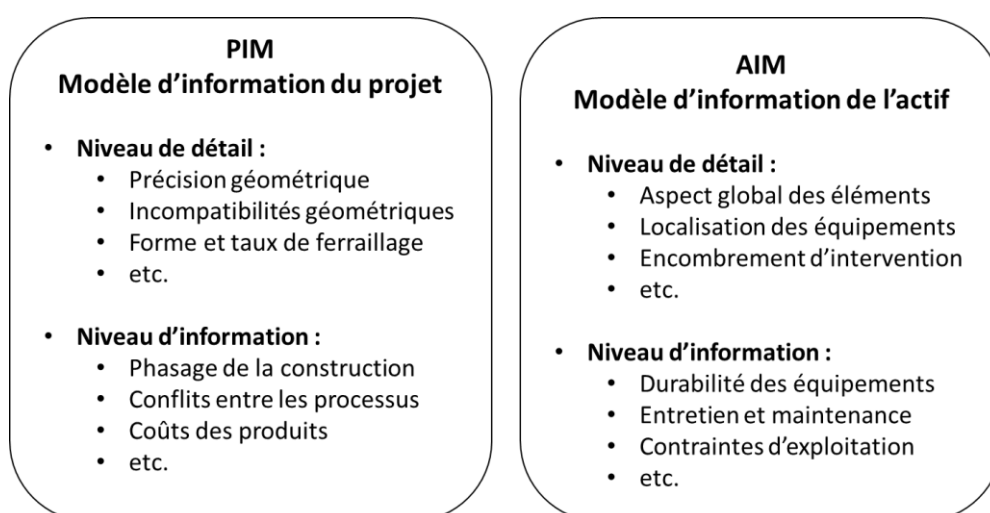 PIM
Modèle d'information du projet
• Niveau de détail :
• Précision géométrique
• Incompatibilités géométriques
• Forme et taux de ferraillage
• etc.
• Niveau d'information :
• Phasage de la construction
• Conflits entre les processus
• Coûts des produits
• etc.
AIM
Modèle d'information de l'actif
• Niveau de détail :
• Aspect global des éléments
• Localisation des équipements
• Encombrement d'intervention
• etc.
• Niveau d'information :
• Durabilité des équipements
• Entretien et maintenance
• Contraintes d'exploitation
• etc.